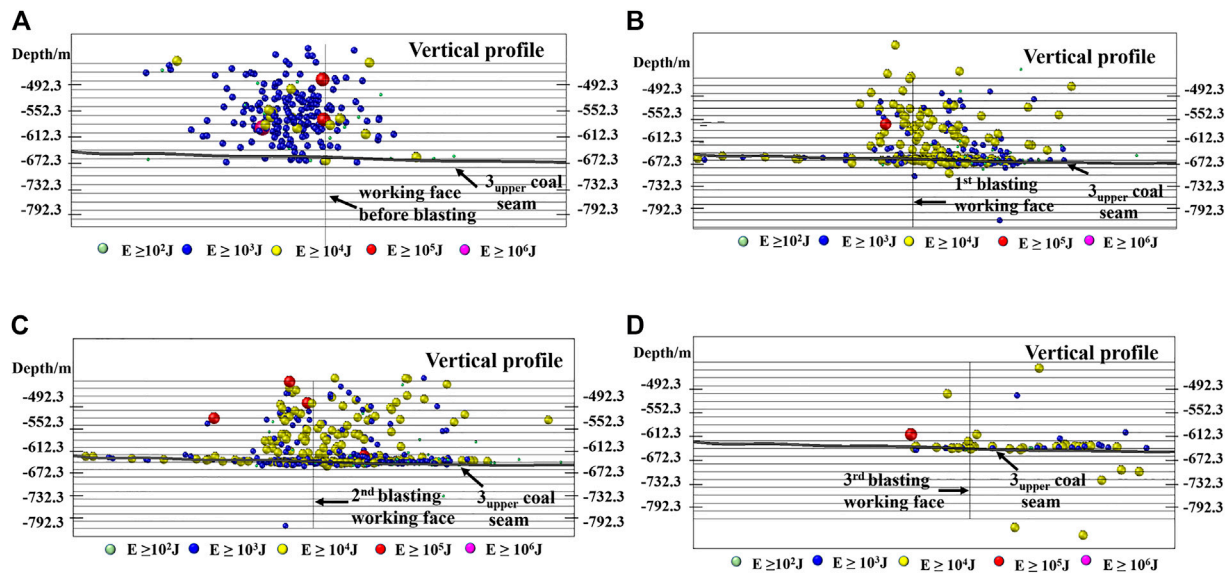 A
Depth/m
Vertical profile
-492.3
-492.3
-552.3
-552.3
-612.3
-612.3
-672.3
-672.3
-732.3
-732.3
-792.3
-792.3
working face
before blasting
3upper coal
seam
E ≥10²J E ≥10³J E ≥10⁴J E ≥10⁵J E ≥ 10⁶J
B
Depth/m
Vertical profile
-492.3
-492.3
-552.3
-552.3
-612.3
-612.3
-672.3
-672.3
-732.3
-732.3
-792.3
-792.3
1st blasting
working face
3upper coal
seam
E ≥10²J E ≥10³J E ≥ 10⁴J E ≥10⁵J E ≥ 10⁶J
C
Depth/m
Vertical profile
-492.3
-492.3
-552.3
-552.3
-612.3
-612.3
-672.3
-672.3
-732.3
-732.3
-792.3
-792.3
2nd blasting
working face
3upper coal
seam
E ≥10²J E ≥10³J E ≥10⁴J E ≥10⁵J E ≥ 10⁶J
D
Depth/m
Vertical profile
-492.3
-492.3
-552.3
-552.3
-612.3
-612.3
-672.3
-672.3
-732.3
-732.3
-792.3
-792.3
3rd blasting
working face
3upper coal
seam
E ≥10²J E ≥10³J E ≥ 10⁴J E ≥10⁵J E ≥ 10⁶J